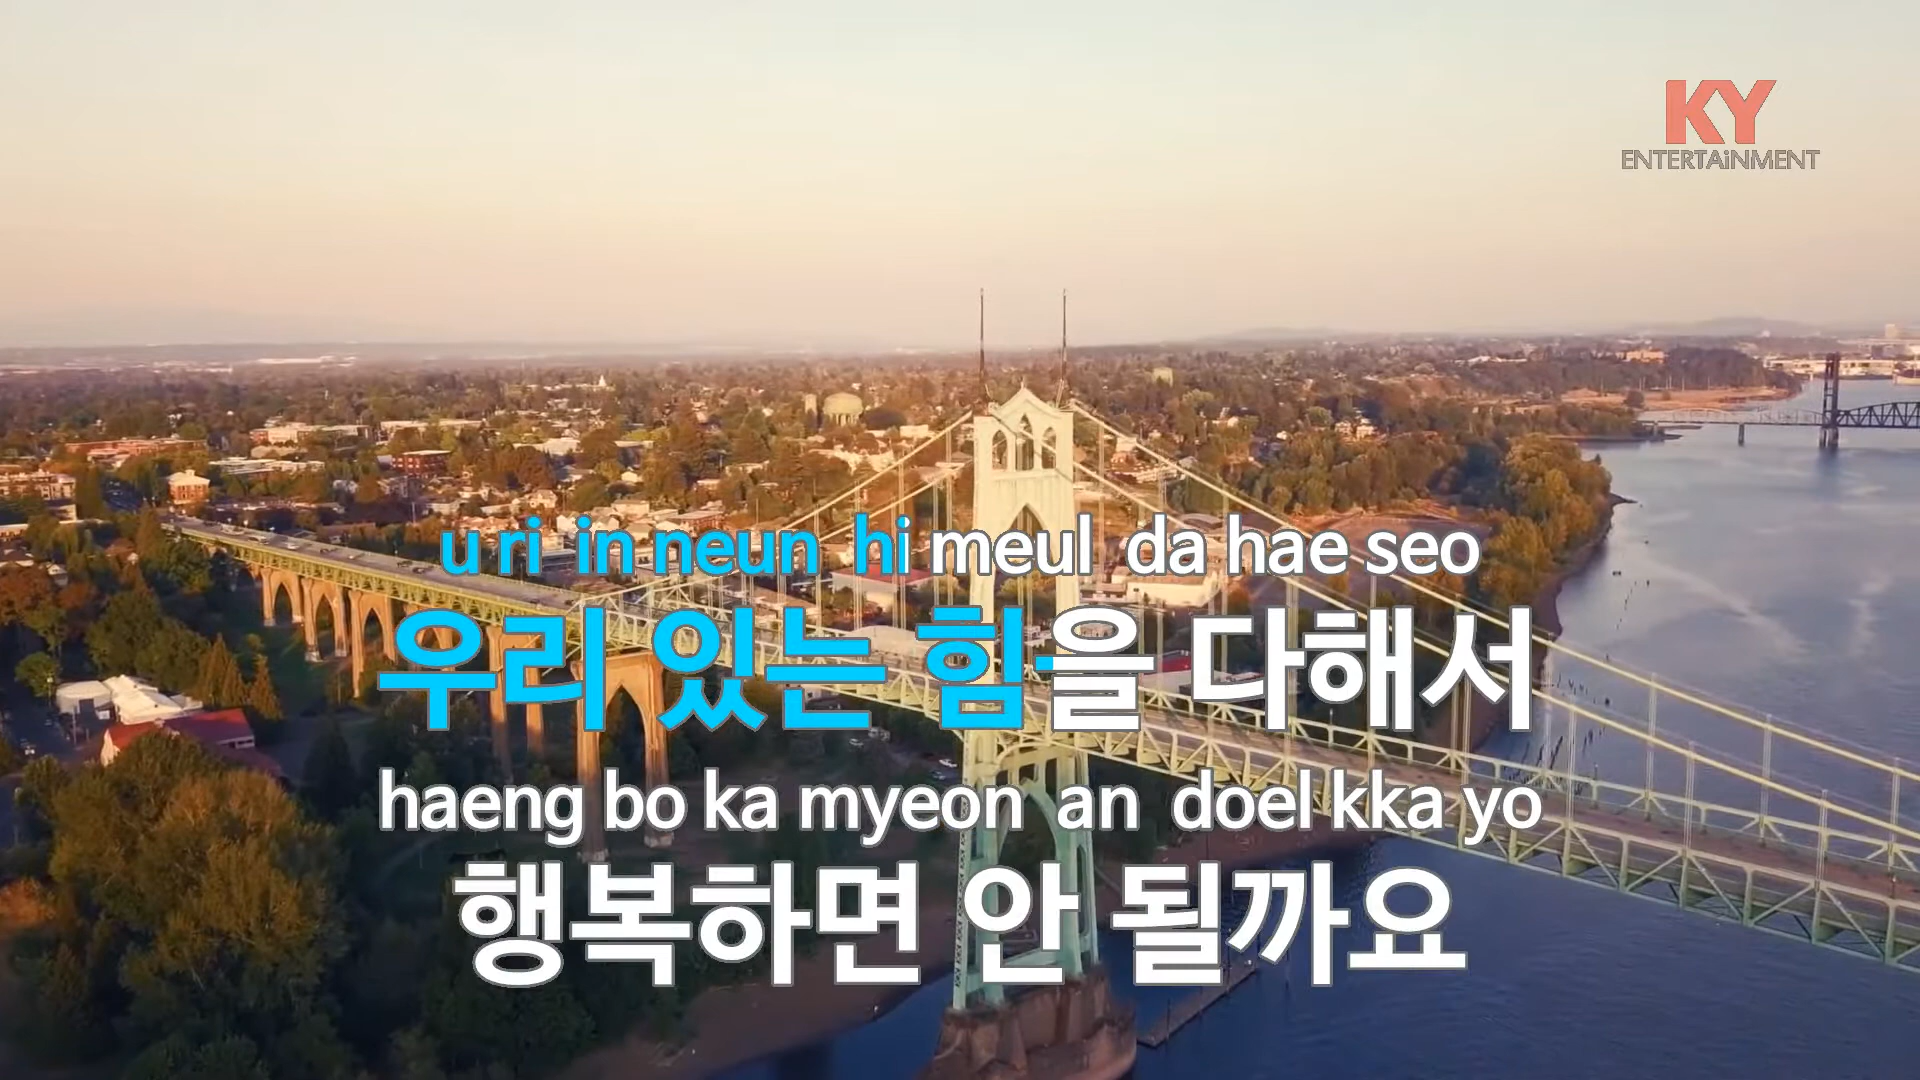 KY
ENTERTAiNMENT
u ri in neun hi meul da hae seo
우리 있는 힘을 다해서
haeng bo ka myeon an doel kka yo
행복하면 안 될까요